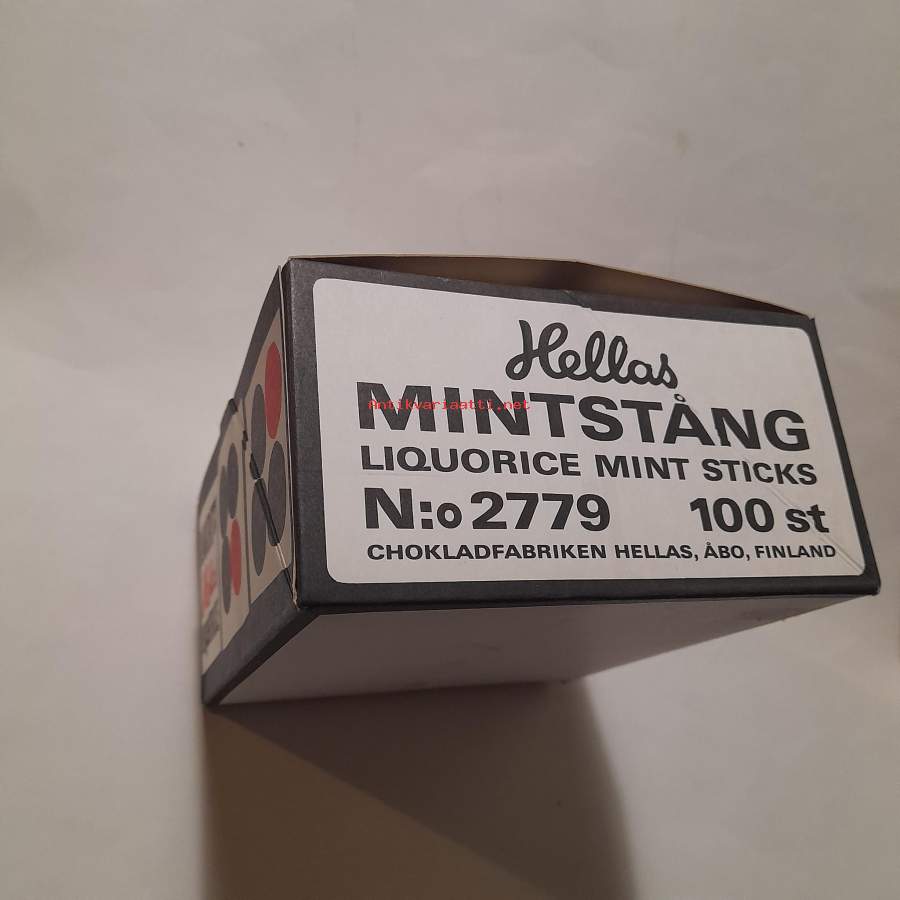 Hellas
MINTSTÅNG
Antikvariaatti.net
LIQUORICE MINT STICKS
N:o 2779 100 st
CHOKLADFABRIKEN HELLAS, ÅBO, FINLAND